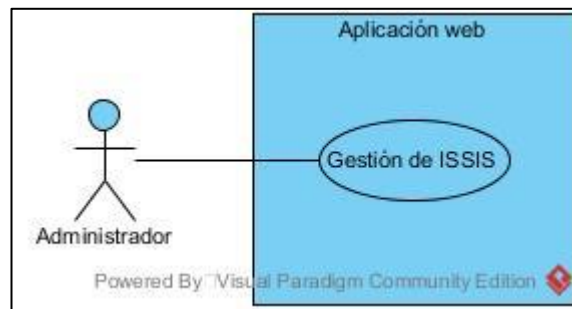 Aplicación web
Gestión de ISSIS
Administrador
Powered By Visual Paradigm Community Edition